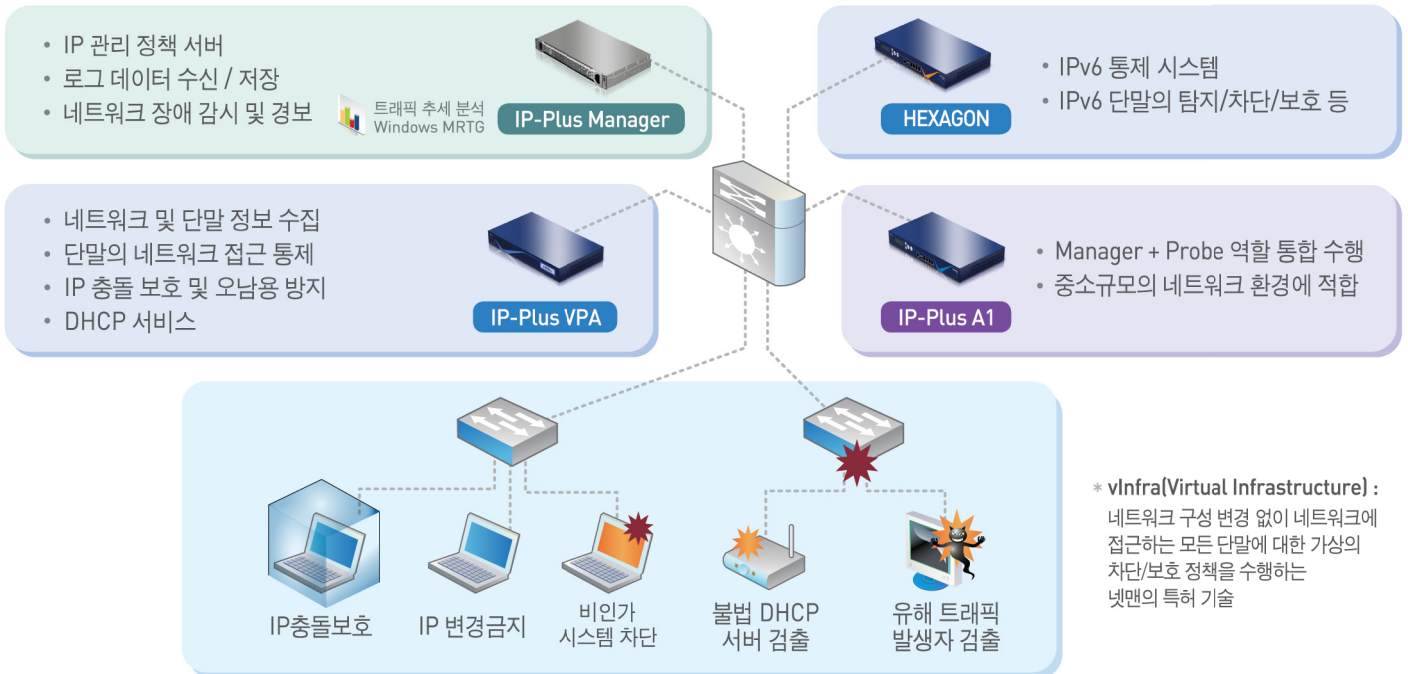 • IP 관리 정책 서버
• 로그 데이터 수신 / 저장
• 네트워크 장애 감시 및 경보
트래픽 추세 분석
Windows MRTG
IP-Plus Manager
HEXAGON
• IPv6 통제 시스템
• IPv6 단말의 탐지/차단/보호 등
• 네트워크 및 단말 정보 수집
• 단말의 네트워크 접근 통제
• IP 충돌 보호 및 오남용 방지
• DHCP 서비스
IP-Plus VPA
IP-Plus A1
• Manager + Probe 역할 통합 수행
• 중소규모의 네트워크 환경에 적합
IP충돌보호
IP 변경금지
비인가
시스템 차단
불법 DHCP
서버 검출
유해 트래픽
발생자 검출
* vInfra(Virtual Infrastructure) :
네트워크 구성 변경 없이 네트워크에
접근하는 모든 단말에 대한 가상의
차단/보호 정책을 수행하는
넷맨의 특허 기술